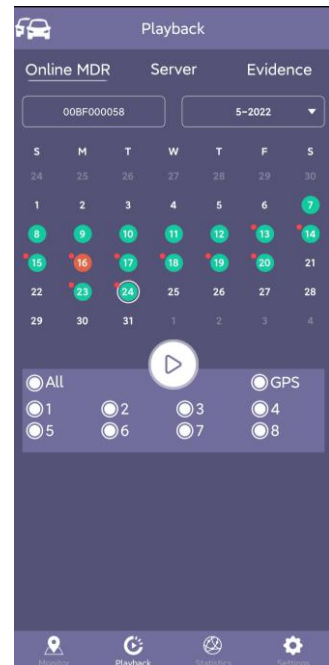 Playback
Online MDR Server Evidence
00BF000058 5-2022
S M T W T F S
24 25 26 27 28 29 30
1 2 3 4 5 6 7
8 9 10 11 12 13 14
15 16 17 18 19 20 21
22 23 24 25 26 27 28
29 30 31 1 2 3 4
All GPS
1 2 3 4
5 6 7 8
Monitor Playback Statistics Settings